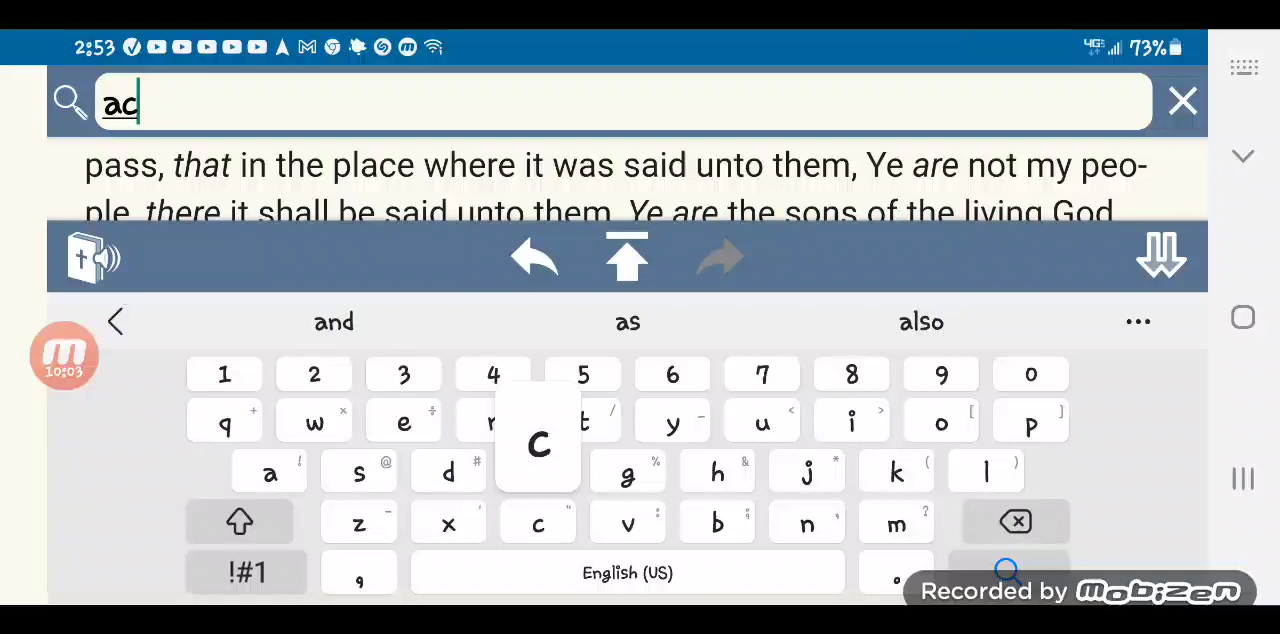 2:53 4GE 73%
ac
pass, that in the place where it was said unto them, Ye are not my peo-
ple, there it shall be said unto them, Ye are the sons of the living God
and as also •••
10:03
1 2 3 4 5 6 7 8 9 0
q + w × e ÷ r t / y _ u < i > o [ p ]
c
a ! s @ d # g % h & j * k ( l )
z - x ' c " v : b ; n , m ?
!#1 , English (US) .
Recorded by mobizen